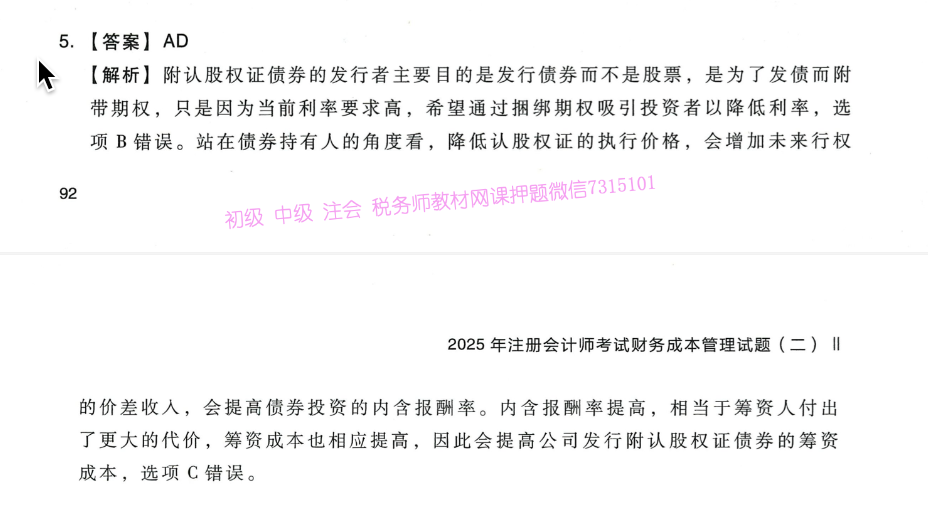 5. 【答案】 AD
【解析】 附认股权证债券的发行者主要目的是发行债券而不是股票，是为了发债而附
带期权，只是因为当前利率要求高，希望通过捆绑期权吸引投资者以降低利率，选
项 B 错误。站在债券持有人的角度看，降低认股权证的执行价格，会增加未来行权
92
初级 中级 注会 税务师教材网课押题微信7315101
2025 年注册会计师考试财务成本管理试题（二） ||
的价差收入，会提高债券投资的内含报酬率。内含报酬率提高，相当于筹资人付出
了更大的代价，筹资成本也相应提高，因此会提高公司发行附认股权证债券的筹资
成本，选项 C 错误。